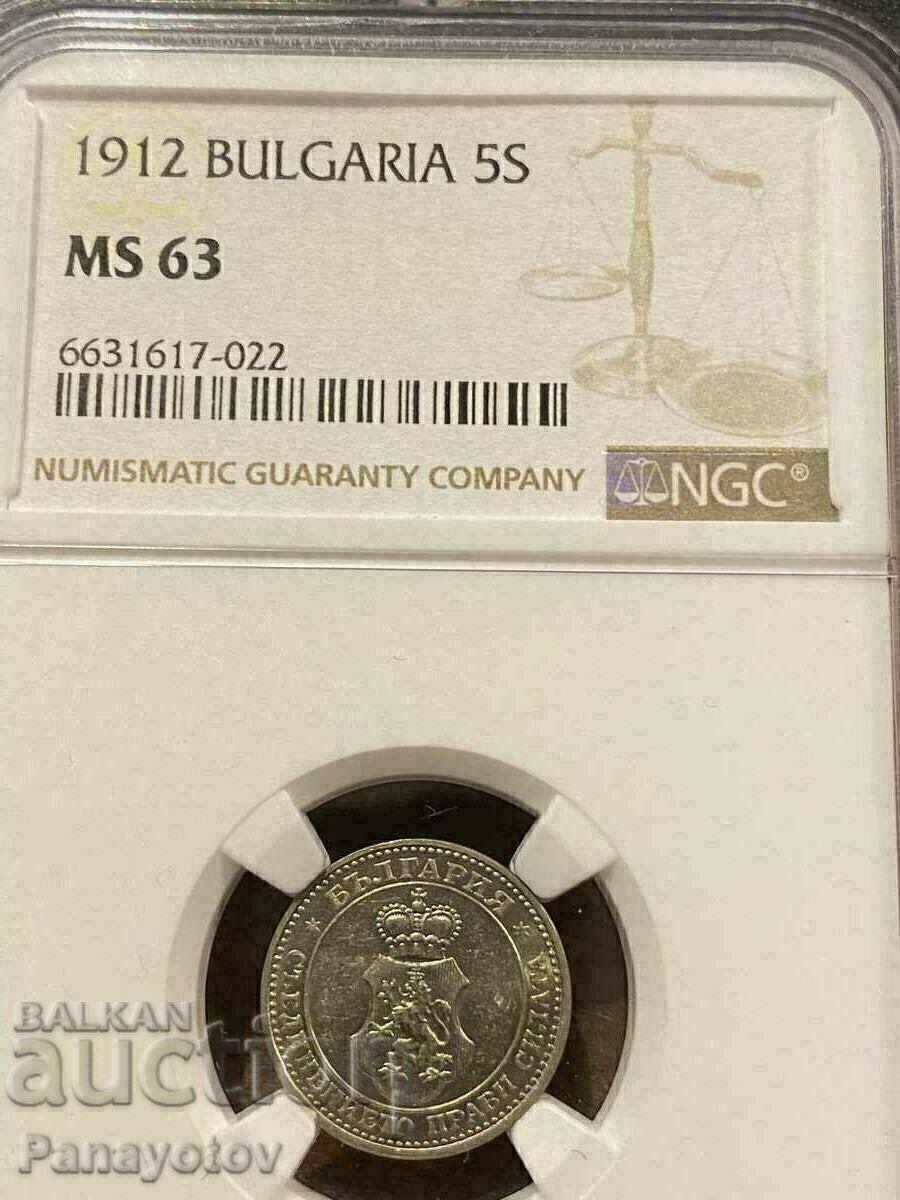 1912 BULGARIA 5S
MS 63
6631617-022
NUMISMATIC GUARANTY COMPANY
NGC®
БЪЛГАРИЯ
СЪЕДИНЕНИЕТО ПРАВИ СИЛАТА
BALKAN
auction
Panayotov